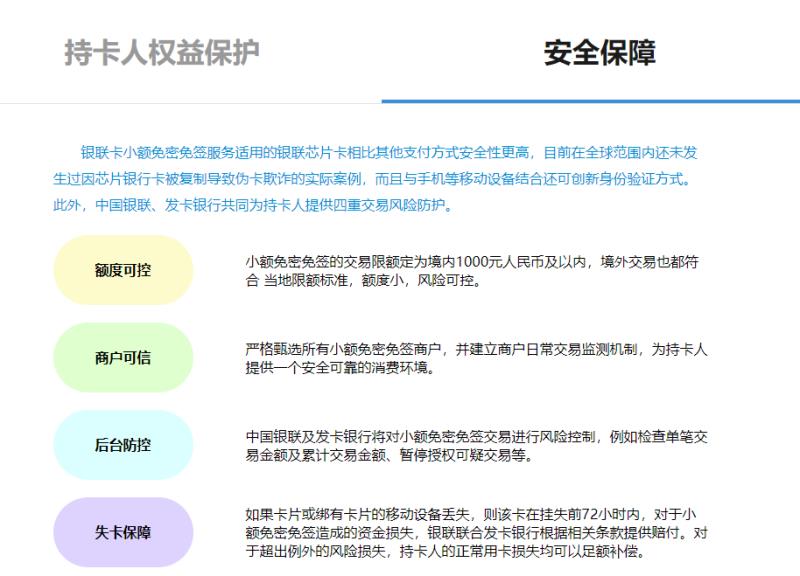 持卡人权益保护
安全保障
银联卡小额免密免签服务适用的银联芯片卡相比其他支付方式安全性更高，目前在全球范围内还未发
生过因芯片银行卡被复制导致伪卡欺诈的实际案例，而且与手机等移动设备结合还可创新身份验证方式。
此外，中国银联、发卡银行共同为持卡人提供四重交易风险防护。
额度可控
小额免密免签的交易限额定为境内1000元人民币及以内，境外交易也都符
合 当地限额标准，额度小，风险可控。
商户可信
严格甄选所有小额免密免签商户，并建立商户日常交易监测机制，为持卡人
提供一个安全可靠的消费环境。
后台防控
中国银联及发卡银行将对小额免密免签交易进行风险控制，例如检查单笔交
易金额及累计交易金额、暂停授权可疑交易等。
失卡保障
如果卡片或绑有卡片的移动设备丢失，则该卡在挂失前72小时内，对于小
额免密免签造成的资金损失，银联联合发卡银行根据相关条款提供赔付。对
于超出例外的风险损失，持卡人的正常用卡损失均可以足额补偿。